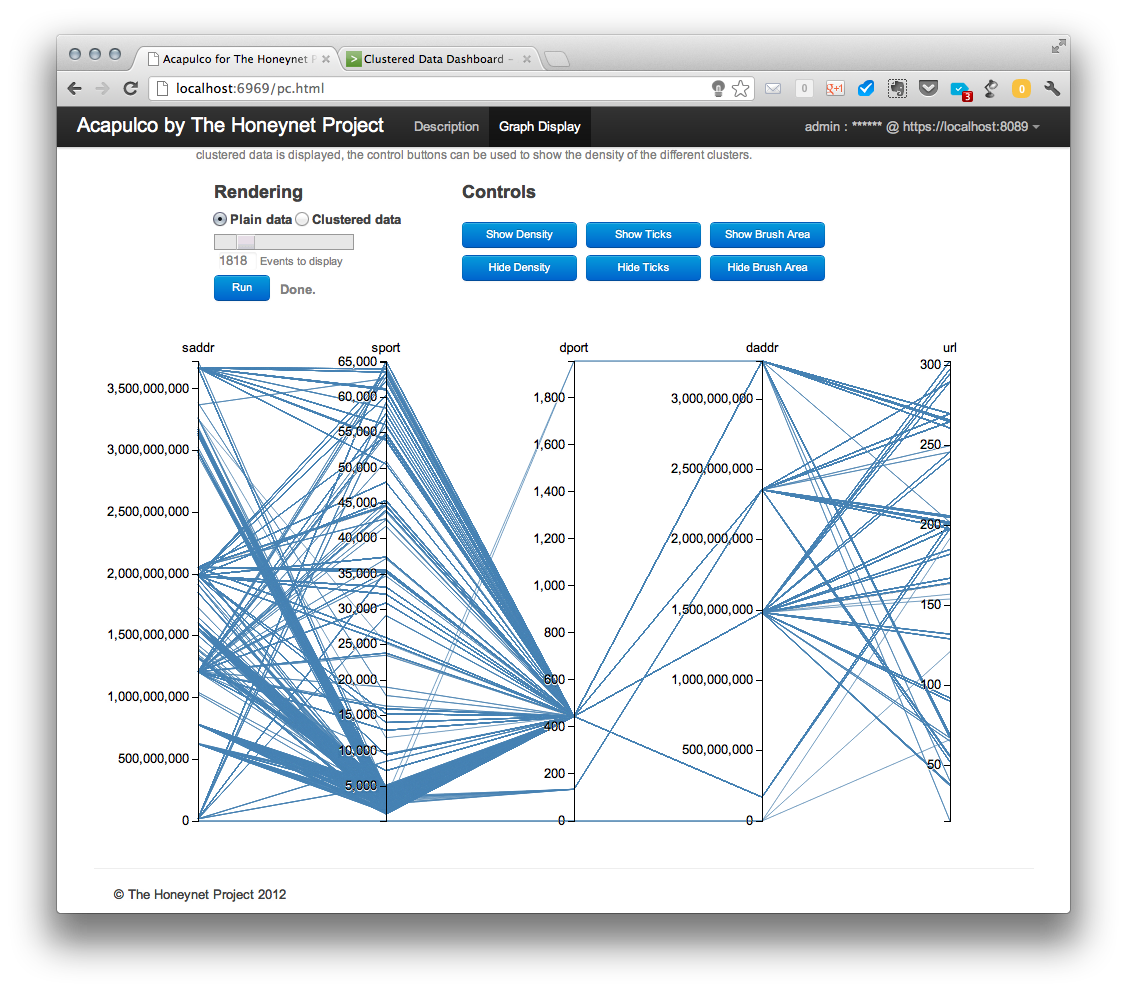 Acapulco for The Honeynet P
Clustered Data Dashboard -
localhost:6969/pc.html
0
g+1
3
0
Acapulco by The Honeynet Project Description Graph Display admin : ****** @ https://localhost:8089
clustered data is displayed, the control buttons can be used to show the density of the different clusters.
Rendering Controls
Plain data Clustered data
Show Density Show Ticks Show Brush Area
1818 Events to display
Hide Density Hide Ticks Hide Brush Area
Run Done.
saddr
3,500,000,000
3,000,000,000
2,500,000,000
2,000,000,000
1,500,000,000
1,000,000,000
500,000,000
0
sport
65,000
60,000
55,000
50,000
45,000
40,000
35,000
30,000
25,000
20,000
15,000
10,000
5,000
dport
1,800
1,600
1,400
1,200
1,000
800
600
400
200
0
daddr
3,000,000,000
2,500,000,000
2,000,000,000
1,500,000,000
1,000,000,000
500,000,000
0
url
300
250
200
150
100
50
© The Honeynet Project 2012